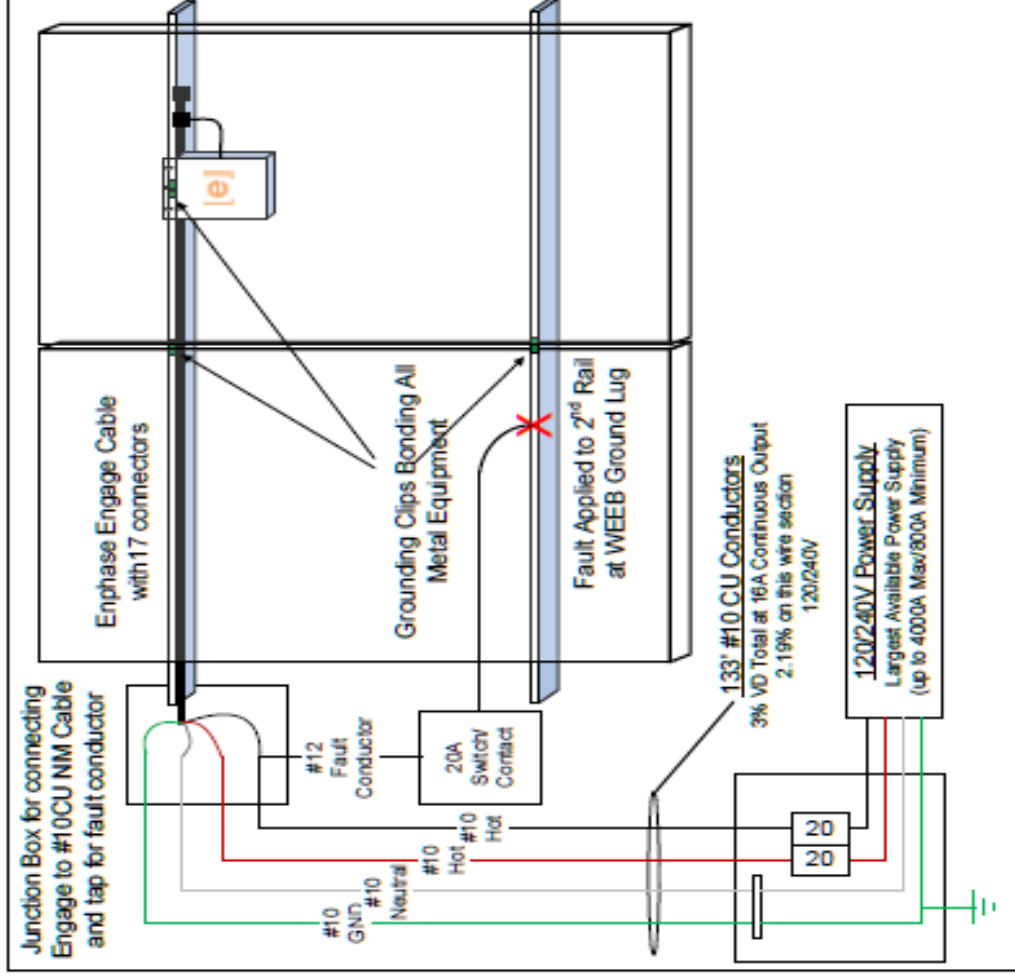 Junction Box for connecting
Engage to #10CU NM Cable
and tap for fault conductor
Enphase Engage Cable
with 17 connectors
[e]
Grounding Clips Bonding All
Metal Equipment
Fault Applied to 2nd Rail
at WEEB Ground Lug
#12
Fault
Conductor
20A
Switch/
Contact
#10
GND
#10
Neutral
#10
Hot
#10
Hot
133' #10 CU Conductors
3% VD Total at 16A Continuous Output
2.19% on this wire section
120/240V
20
20
120/240V Power Supply
Largest Available Power Supply
(up to 4000A Max/800A Minimum)